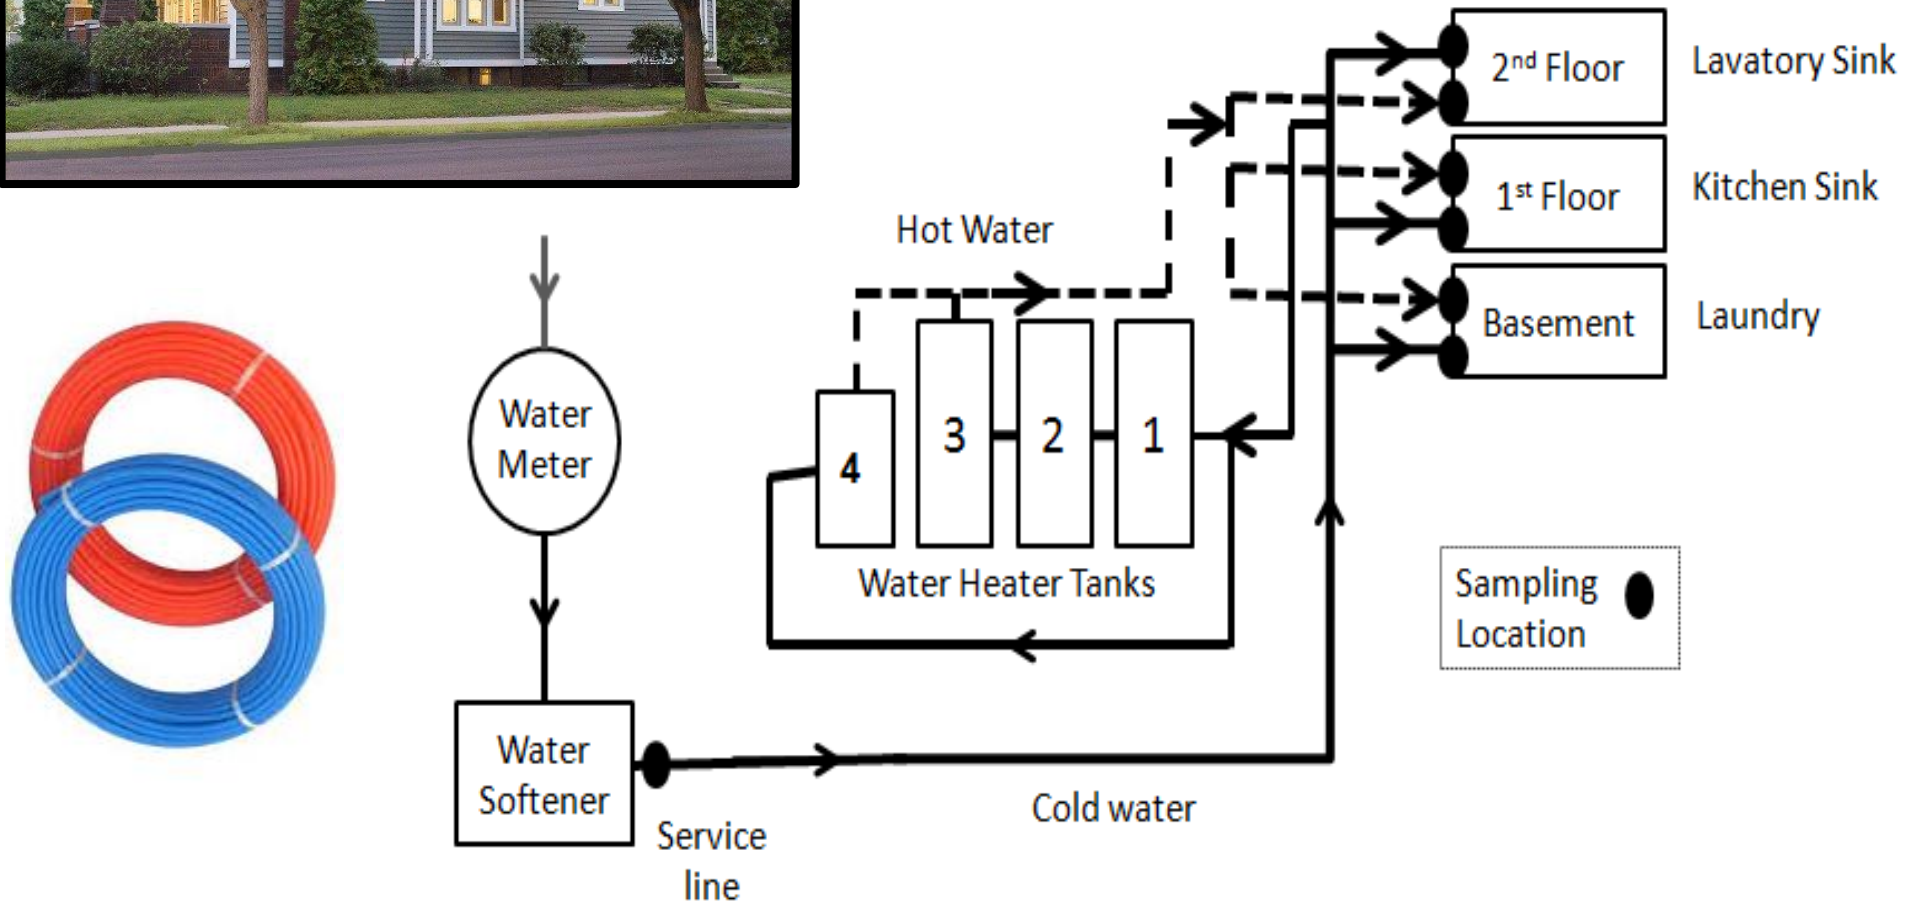 2nd Floor
Lavatory Sink
1st Floor
Kitchen Sink
Hot Water
Basement
Laundry
Water
Meter
4
3
2
1
Water Heater Tanks
Sampling
Location
Water
Softener
Cold water
Service
line